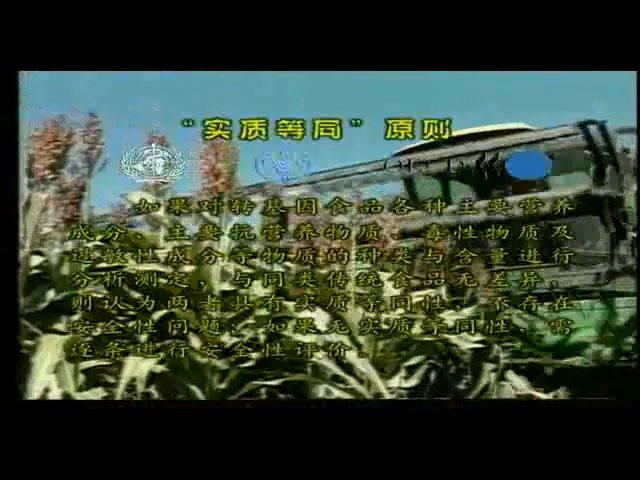 “实质等同”原则
如果对转基因食品各种主要营养
成分、主要抗营养物质、毒性物质及
过敏性成分等物质的种类与含量进行
分析测定，与同类传统食品无差异，
则认为两者具有实质等同性，不存在
安全性问题；如果无实质等同性，需
逐条进行安全性评价。